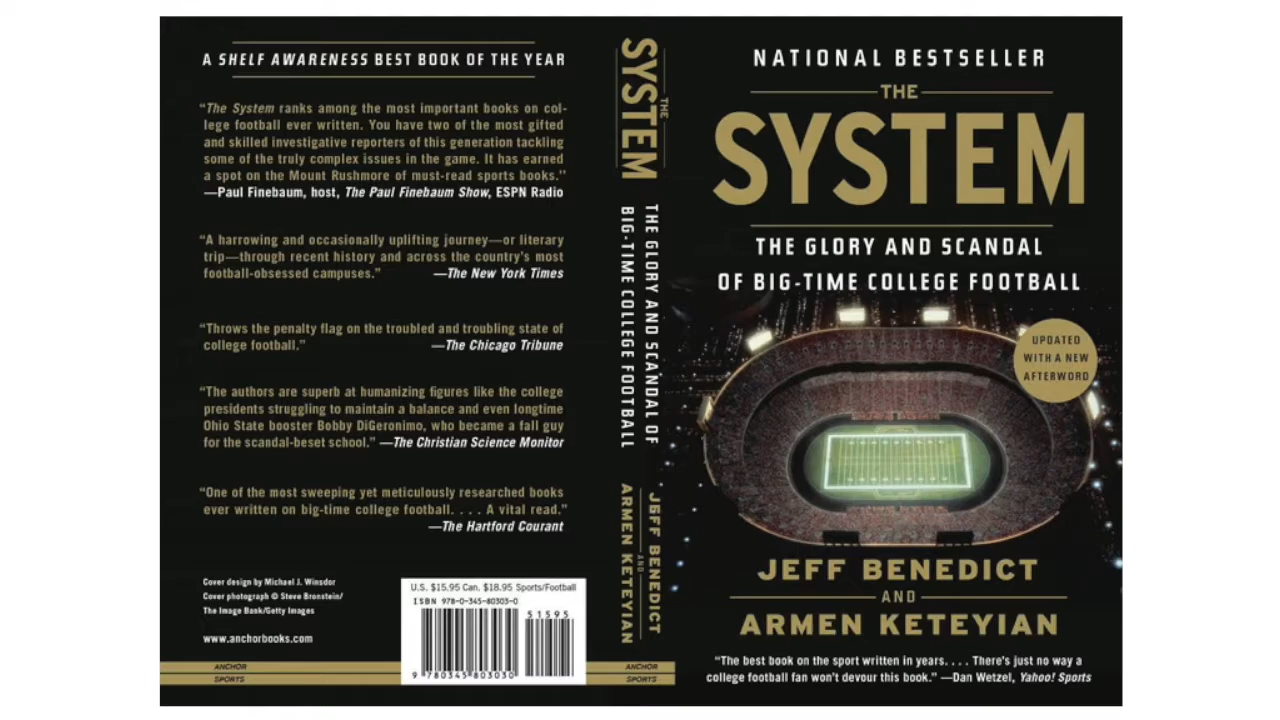 A SHELF AWARENESS BEST BOOK OF THE YEAR
“The System ranks among the most important books on col-
lege football ever written. You have two of the most gifted
and skilled investigative reporters of this generation tackling
some of the truly complex issues in the game. It has earned
a spot on the Mount Rushmore of must-read sports books.”
—Paul Finebaum, host, The Paul Finebaum Show, ESPN Radio
“A harrowing and occasionally uplifting journey—or literary
trip—through recent history and across the country’s most
football-obsessed campuses.” —The New York Times
“Throws the penalty flag on the troubled and troubling state of
college football.” —The Chicago Tribune
“The authors are superb at humanizing figures like the college
presidents struggling to maintain a balance and even longtime
Ohio State booster Bobby DiGeronimo, who became a fall guy
for the scandal-beset school.” —The Christian Science Monitor
“One of the most sweeping yet meticulously researched books
ever written on big-time college football. . . . A vital read.”
—The Hartford Courant
Cover design by Michael J. Winsdor
Cover photograph © Steve Bronstein/
The Image Bank/Getty Images
www.anchorbooks.com
ANCHOR
SPORTS
U.S. $15.95 Can. $18.95 Sports/Football
ISBN 978-0-345-80303-0
51595
9 780345 803030
THE
SYSTEM
THE GLORY AND SCANDAL OF
BIG-TIME COLLEGE FOOTBALL
JEFF BENEDICT
AND
ARMEN KETEYIAN
ANCHOR
SPORTS
NATIONAL BESTSELLER
THE
SYSTEM
THE GLORY AND SCANDAL
OF BIG-TIME COLLEGE FOOTBALL
UPDATED
WITH A NEW
AFTERWORD
JEFF BENEDICT
AND
ARMEN KETEYIAN
“The best book on the sport written in years. . . . There’s just no way a
college football fan won’t devour this book.” —Dan Wetzel, Yahoo! Sports